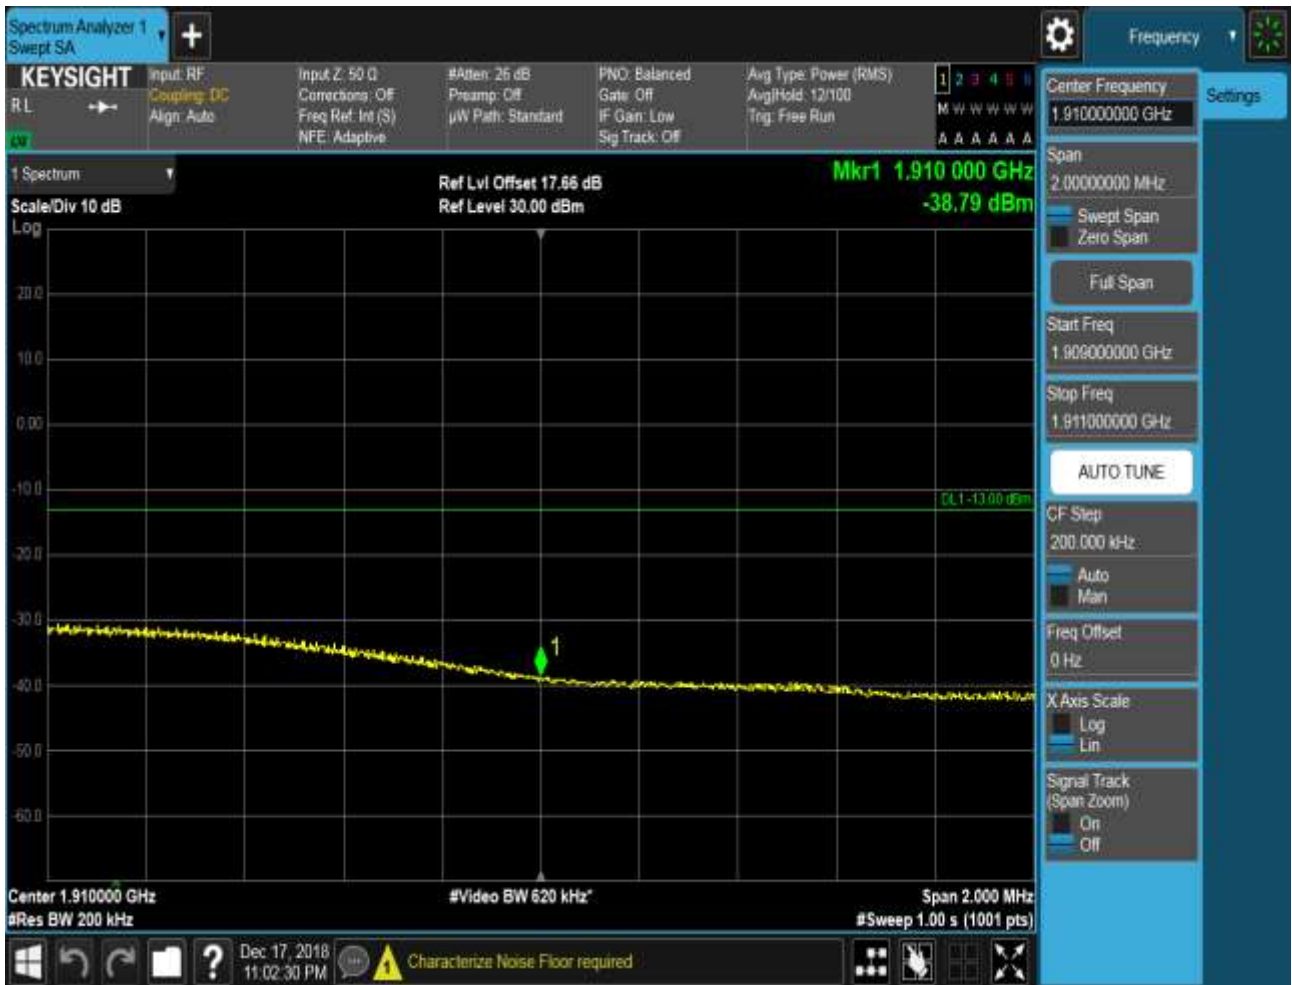 Spectrum Analyzer 1
Swept SA
Frequency
KEYSIGHT
R L
Input: RF
Coupling: DC
Align: Auto
Input Z: 50 Ω
Corrections: Off
Freq Ref: Int (S)
NFE: Adaptive
#Atten: 26 dB
Preamp: Off
µW Path: Standard
PNO: Balanced
Gate: Off
IF Gain: Low
Sig Track: Off
Avg Type: Power (RMS)
Avg|Hold: 12/100
Trig: Free Run
1 2 3 4 5 6
M W W W W W
A A A A A A
1 Spectrum
Scale/Div 10 dB
Log
Ref Lvl Offset 17.66 dB
Ref Level 30.00 dBm
Mkr1 1.910 000 GHz
-38.79 dBm
20.0
10.0
0.00
-10.0
DL1 -13.00 dBm
-20.0
-30.0
1
-40.0
-50.0
-60.0
Center 1.910000 GHz
#Res BW 200 kHz
#Video BW 620 kHz*
Span 2.000 MHz
#Sweep 1.00 s (1001 pts)
Center Frequency
1.910000000 GHz
Settings
Span
2.00000000 MHz
Swept Span
Zero Span
Full Span
Start Freq
1.909000000 GHz
Stop Freq
1.911000000 GHz
AUTO TUNE
CF Step
200.000 kHz
Auto
Man
Freq Offset
0 Hz
X Axis Scale
Log
Lin
Signal Track
(Span Zoom)
On
Off
?
Dec 17, 2018
11:02:30 PM
1
Characterize Noise Floor required